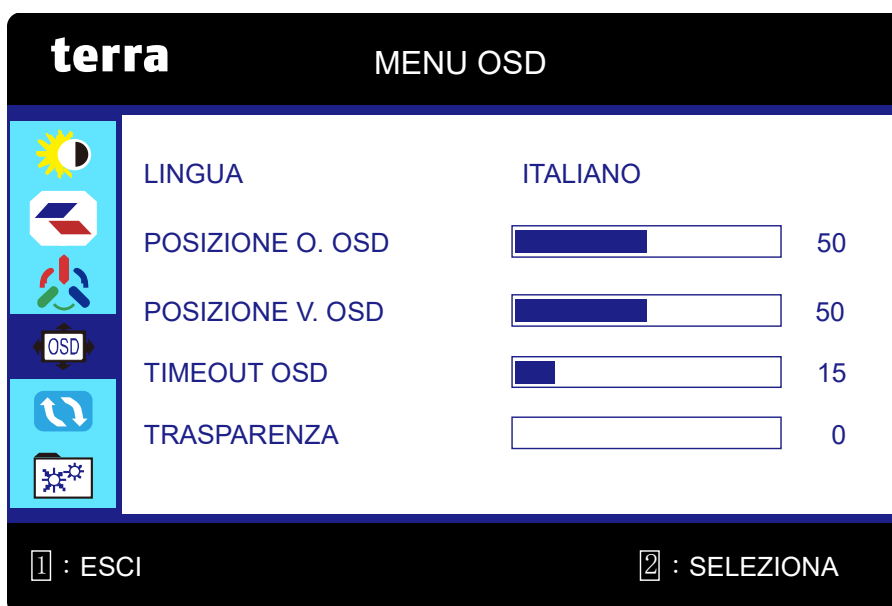 terra MENU OSD
LINGUA ITALIANO
POSIZIONE O. OSD 50
POSIZIONE V. OSD 50
OSD
TIMEOUT OSD 15
TRASPARENZA 0
1 : ESCI 2 : SELEZIONA